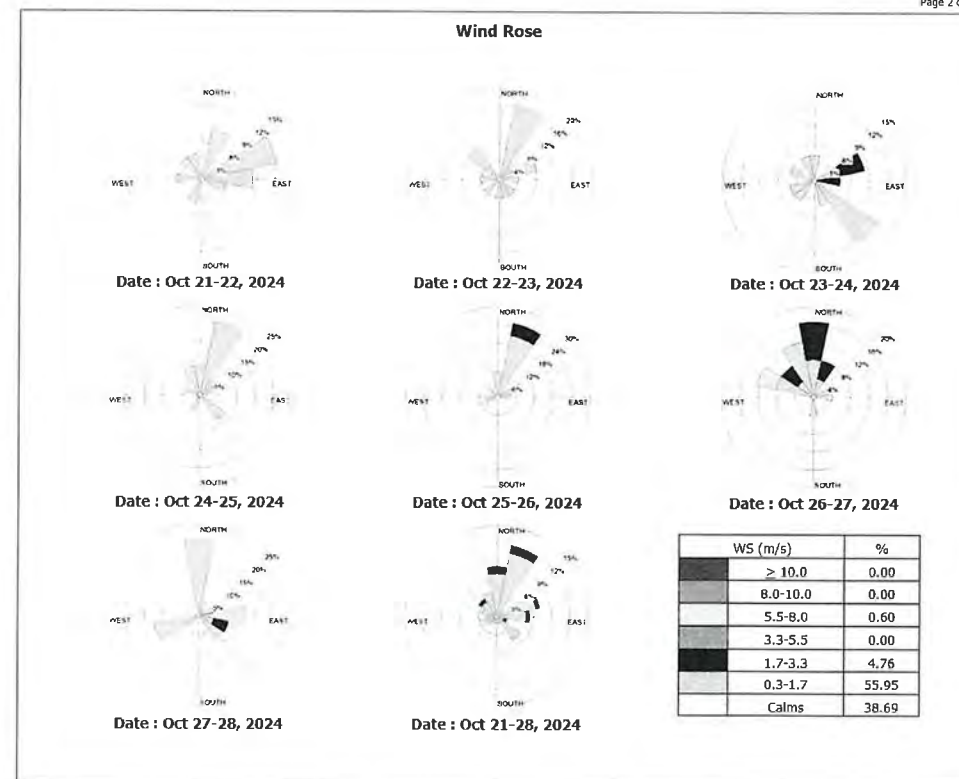 Page 2
Wind Rose
NORTH
15%
12%
9%
6%
3%
WEST
EAST
SOUTH
Date : Oct 21-22, 2024
NORTH
20%
16%
12%
8%
4%
WEST
EAST
SOUTH
Date : Oct 22-23, 2024
NORTH
15%
12%
9%
6%
3%
WEST
EAST
SOUTH
Date : Oct 23-24, 2024
NORTH
25%
20%
15%
10%
5%
WEST
EAST
SOUTH
Date : Oct 24-25, 2024
NORTH
30%
24%
18%
12%
6%
WEST
EAST
SOUTH
Date : Oct 25-26, 2024
NORTH
20%
16%
12%
8%
4%
WEST
EAST
SOUTH
Date : Oct 26-27, 2024
NORTH
25%
20%
15%
10%
5%
WEST
EAST
SOUTH
Date : Oct 27-28, 2024
NORTH
15%
12%
9%
6%
3%
WEST
EAST
SOUTH
Date : Oct 21-28, 2024
WS (m/s) %
≥ 10.0 0.00
8.0-10.0 0.00
5.5-8.0 0.60
3.3-5.5 0.00
1.7-3.3 4.76
0.3-1.7 55.95
Calms 38.69